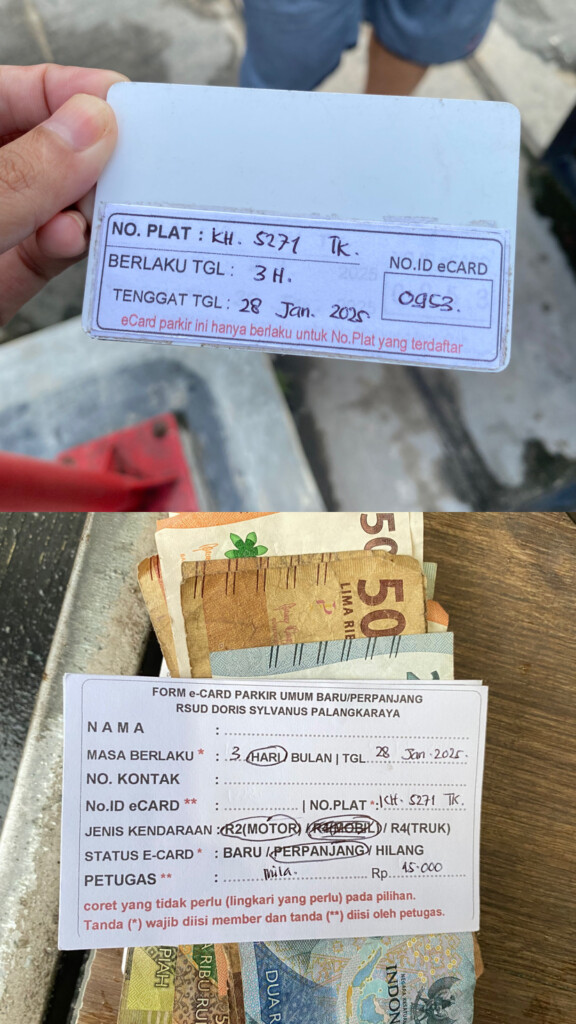 NO. PLAT : KH. 5271 TK.
BERLAKU TGL : 3 H.
NO.ID eCARD
TENGGAT TGL : 28 Jan. 2025
0953.
eCard parkir ini hanya berlaku untuk No.Plat yang terdaftar
50
LIMA RI
FORM e-CARD PARKIR UMUM BARU/PERPANJANG
RSUD DORIS SYLVANUS PALANGKARAYA
NAMA :
MASA BERLAKU * : 3 HARI BULAN | TGL 28 Jan. 2025.
NO. KONTAK :
No.ID eCARD ** : | NO.PLAT * : KH. 5271 TK.
JENIS KENDARAAN : R2(MOTOR) / R4(MOBIL) / R4(TRUK)
STATUS E-CARD * : BARU / PERPANJANG / HILANG
PETUGAS ** : mila. Rp. 15.000
coret yang tidak perlu (lingkari yang perlu) pada pilihan.
Tanda (*) wajib diisi member dan tanda (**) diisi oleh petugas.
PIAH
RIBU RU
DUA R
INDON